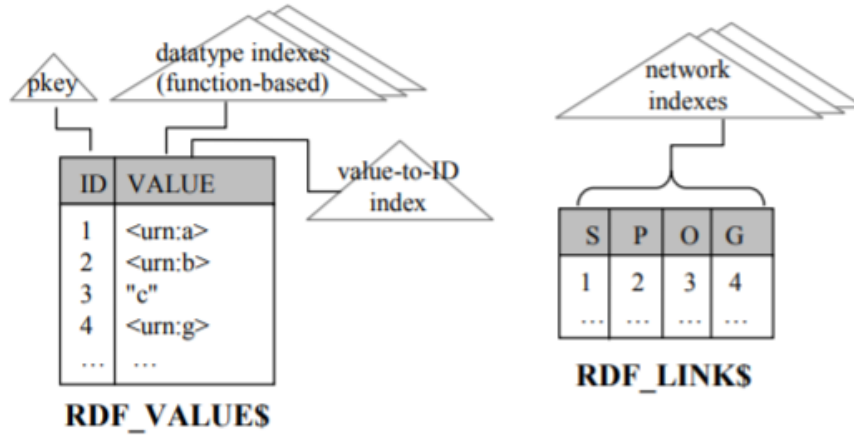 pkey
datatype indexes
(function-based)
value-to-ID
index
ID VALUE
1 <urn:a>
2 <urn:b>
3 "c"
4 <urn:g>
... ...
RDF_VALUE$
network
indexes
S P O G
1 2 3 4
... ... ... ...
RDF_LINK$